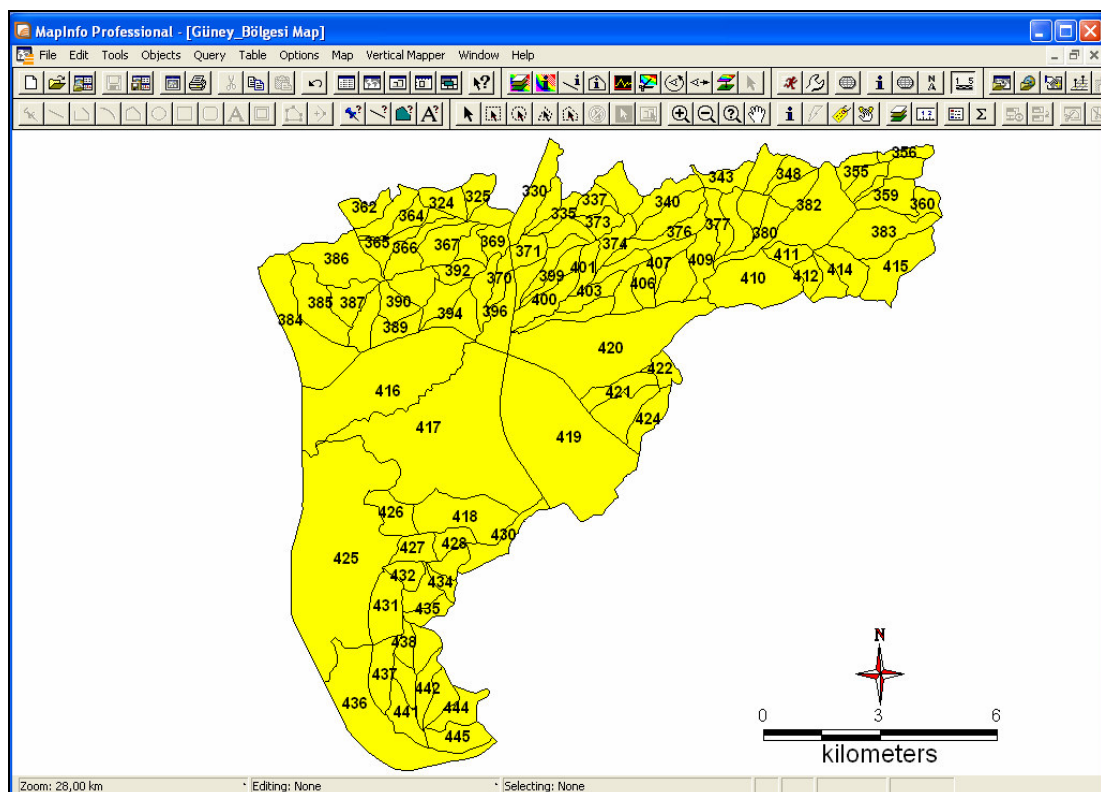 MapInfo Professional - [Güney_Bölgesi Map]
File Edit Tools Objects Query Table Options Map Vertical Mapper Window Help
356
343 348 355
330 337 359
362 324 325 340 382 360
364 335 373 377
365 366 367 369 371 374 376 380 383
386 392 370 399 401 407 409 411 415
385 387 390 400 403 406 410 412 414
384 389 394 396
420
422
416 421
417 419 424
426 418
425 427 428 430
432 434
431 435
438
437 442
436 441 444
445
N
0 3 6
kilometers
Zoom: 28,00 km Editing: None Selecting: None